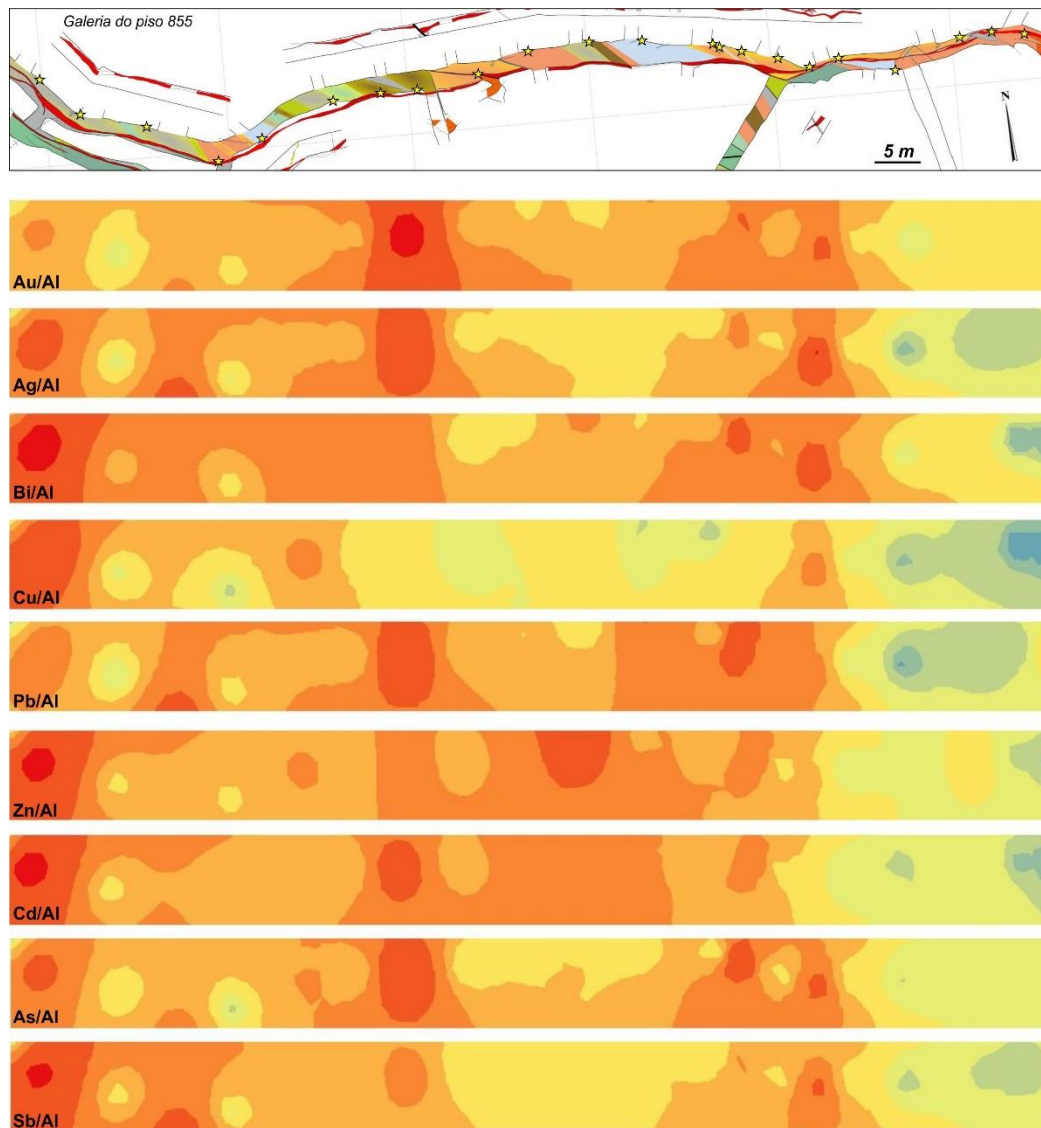 Galeria do piso 855
N
5 m
Au/Al
Ag/Al
Bi/Al
Cu/Al
Pb/Al
Zn/Al
Cd/Al
As/Al
Sb/Al